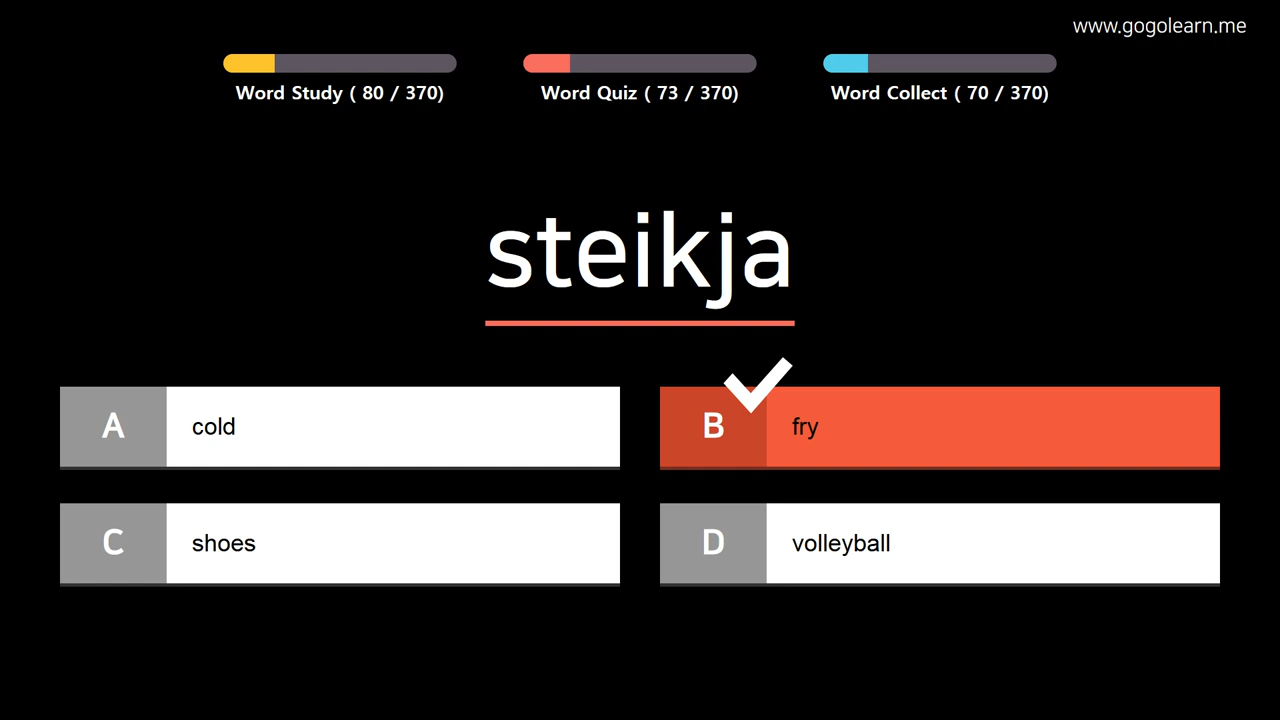 www.gogolearn.me
Word Study ( 80 / 370)
Word Quiz ( 73 / 370)
Word Collect ( 70 / 370)
steikja
A cold
B fry
C shoes
D volleyball